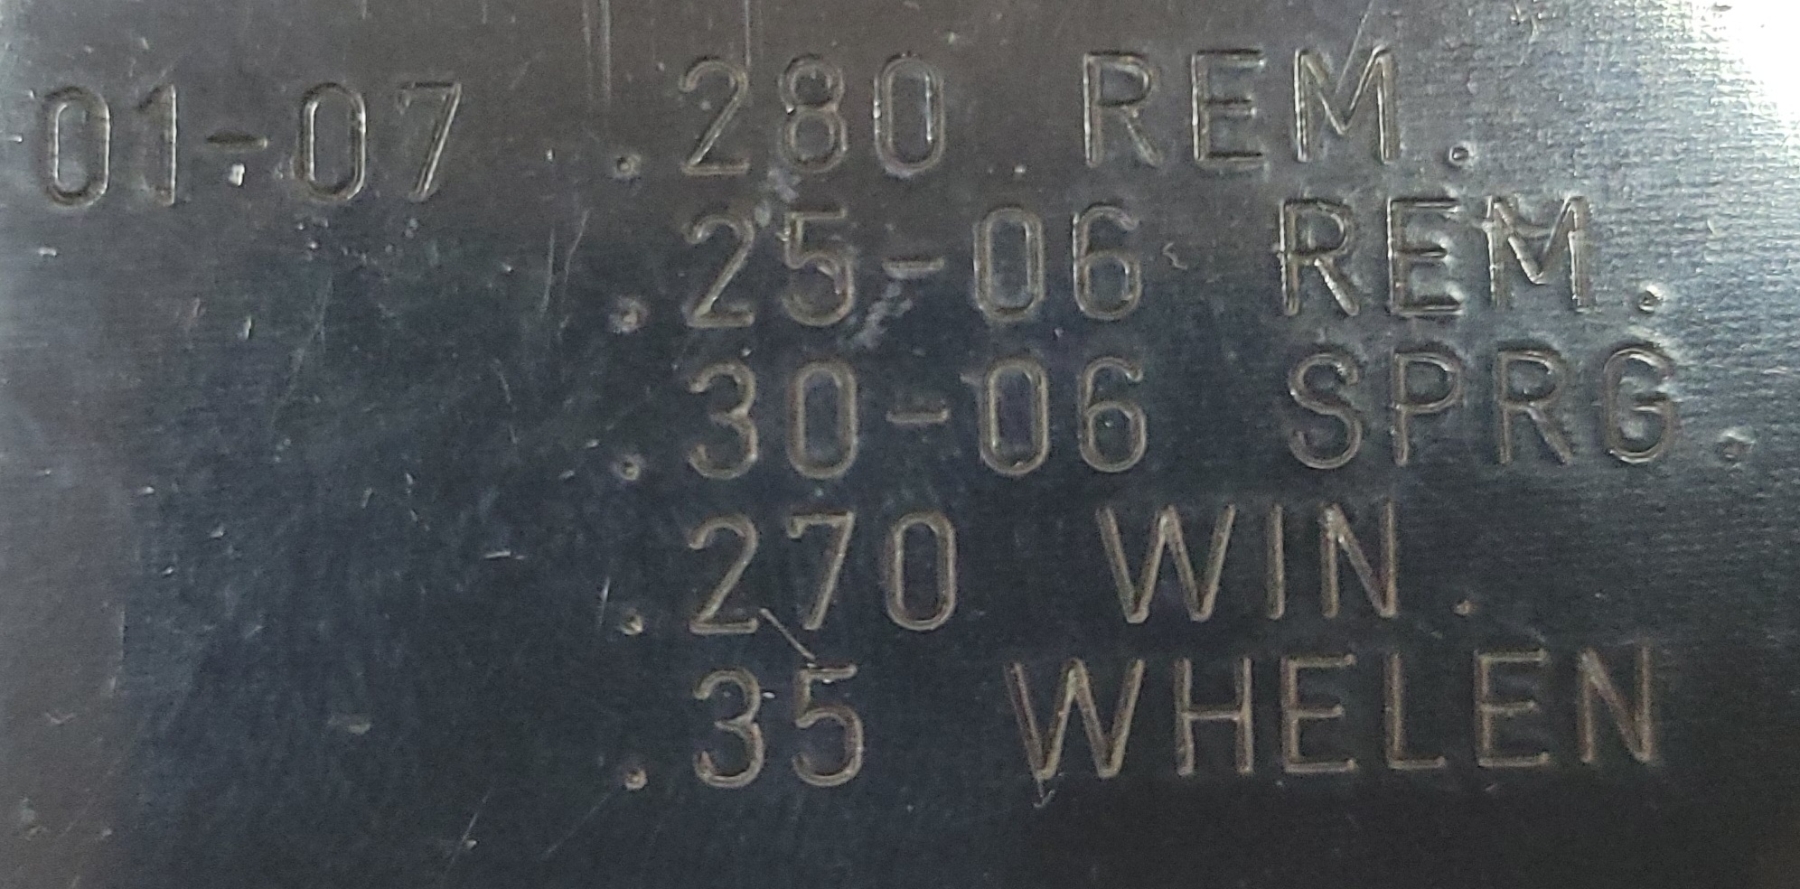 01-07 .280 REM.
.25-06 REM.
.30-06 SPRG.
.270 WIN.
.35 WHELEN